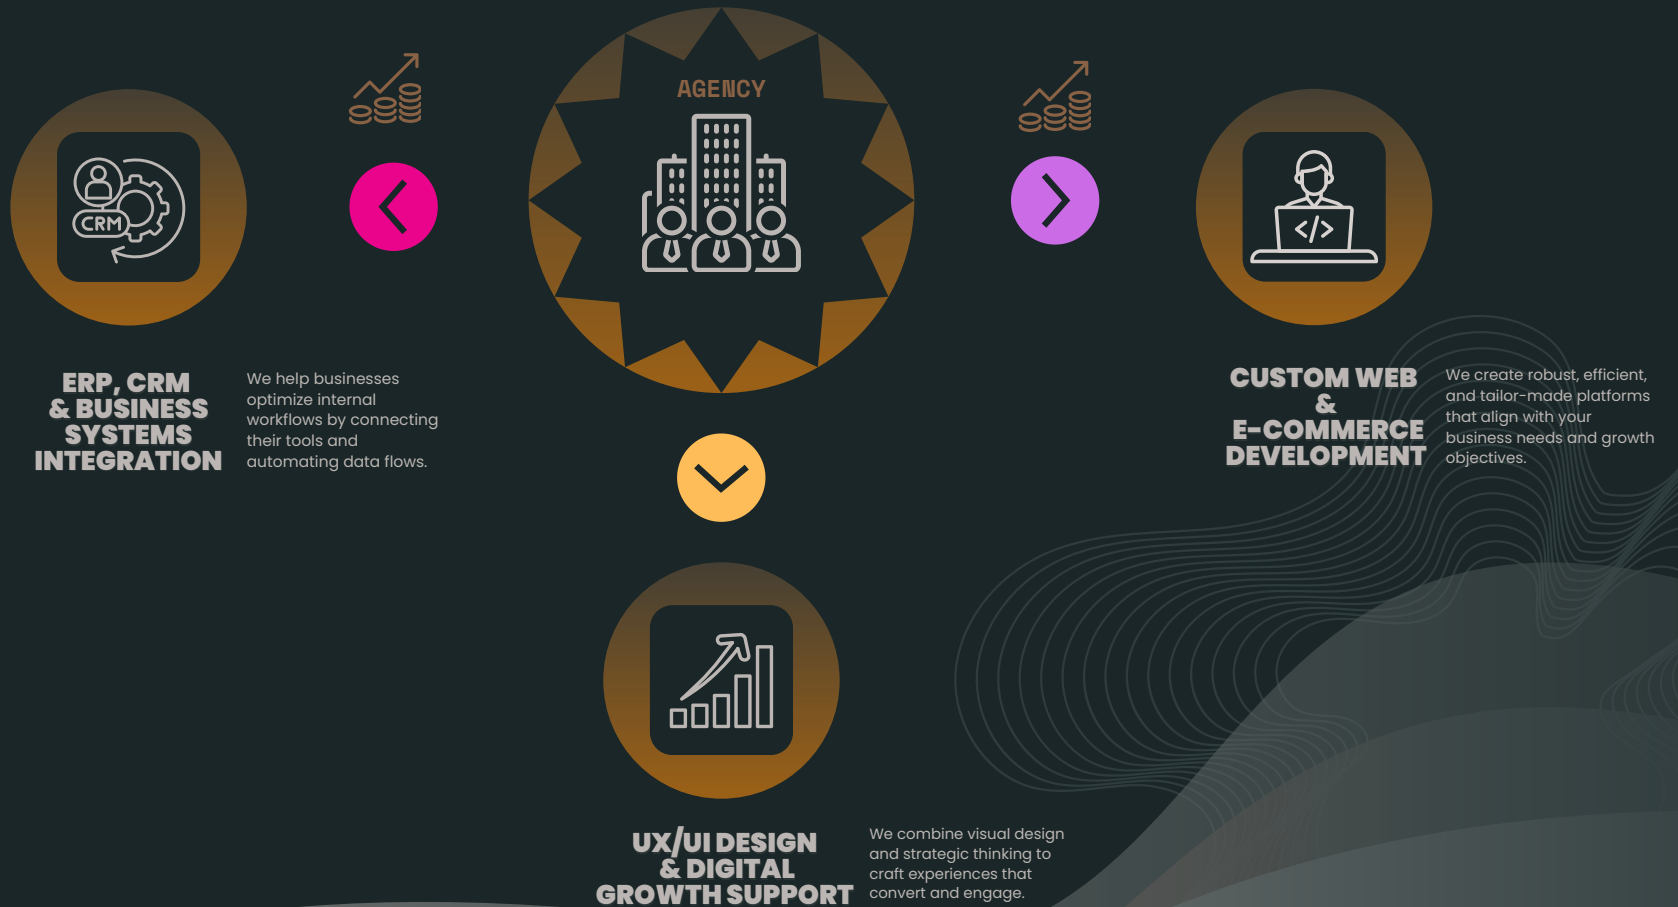 AGENCY
CRM
</>
ERP, CRM
& BUSINESS
SYSTEMS
INTEGRATION
We help businesses
optimize internal
workflows by connecting
their tools and
automating data flows.
CUSTOM WEB
&
E-COMMERCE
DEVELOPMENT
We create robust, efficient,
and tailor-made platforms
that align with your
business needs and growth
objectives.
UX/UI DESIGN
& DIGITAL
GROWTH SUPPORT
We combine visual design
and strategic thinking to
craft experiences that
convert and engage.